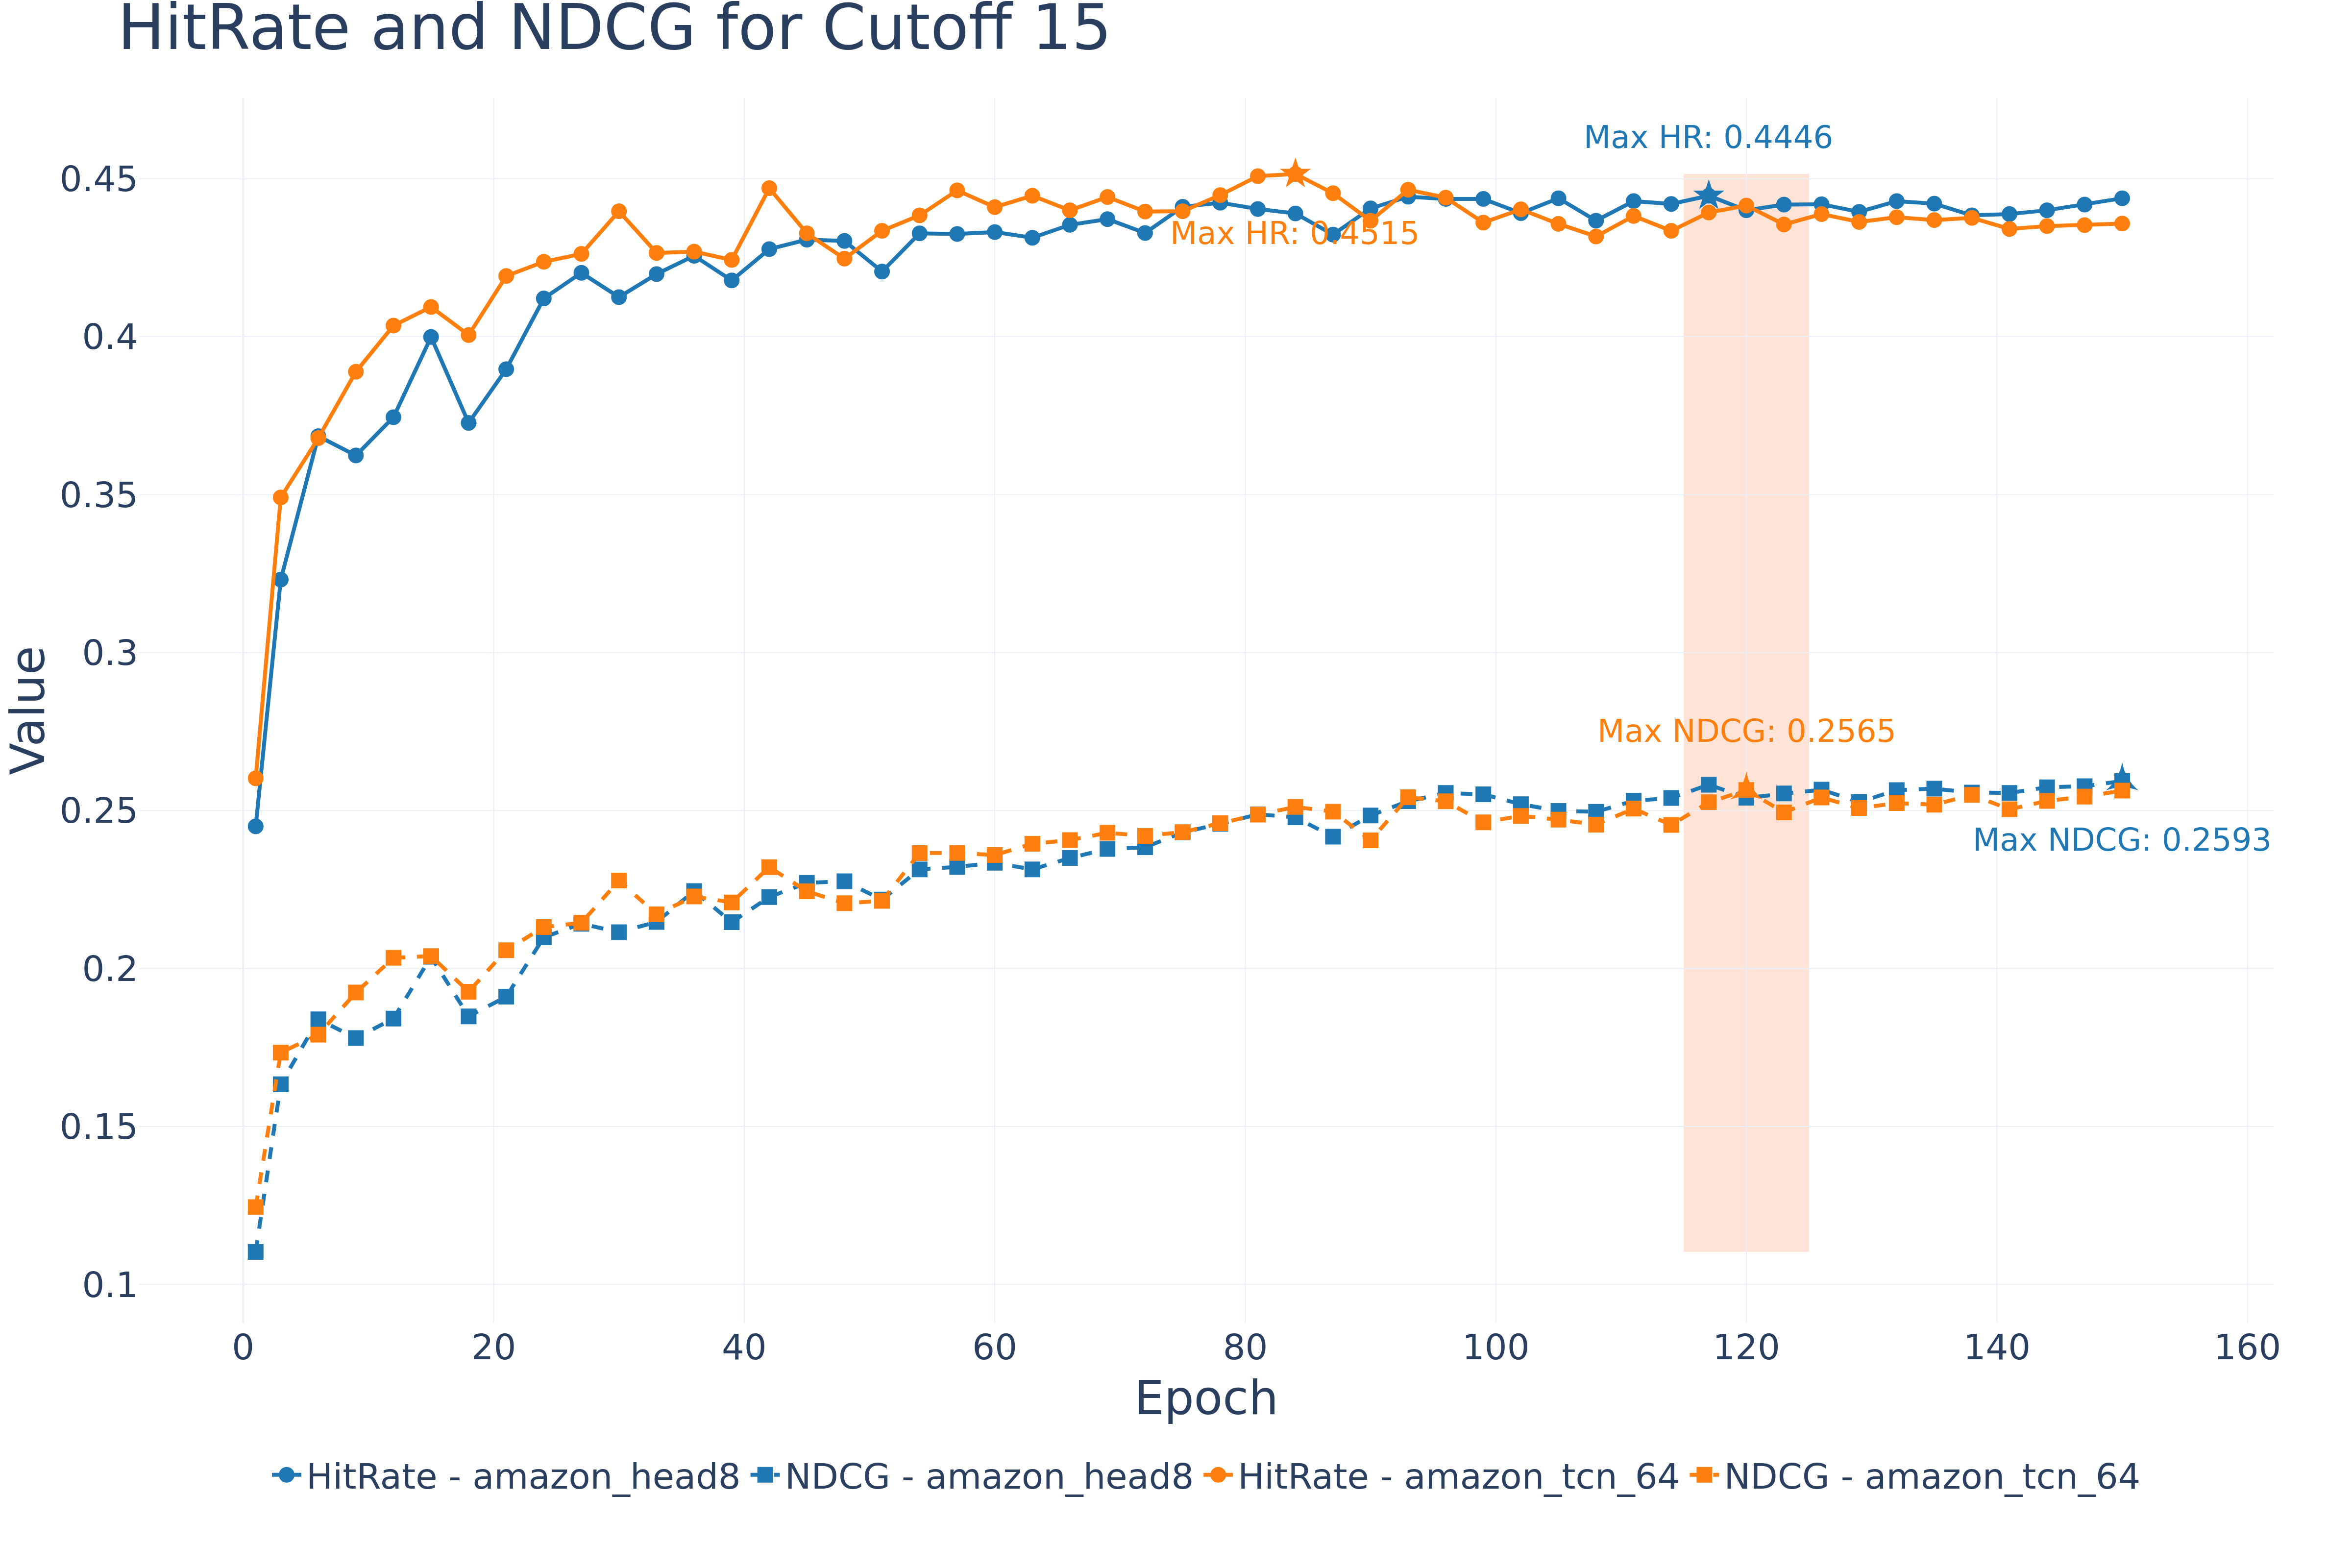 HitRate and NDCG for Cutoff 15
Max HR: 0.4446
Max HR: 0.4515
Max NDCG: 0.2565
Max NDCG: 0.2593
Value
0.45
0.4
0.35
0.3
0.25
0.2
0.15
0.1
0 20 40 60 80 100 120 140 160
Epoch
HitRate - amazon_head8 NDCG - amazon_head8 HitRate - amazon_tcn_64 NDCG - amazon_tcn_64